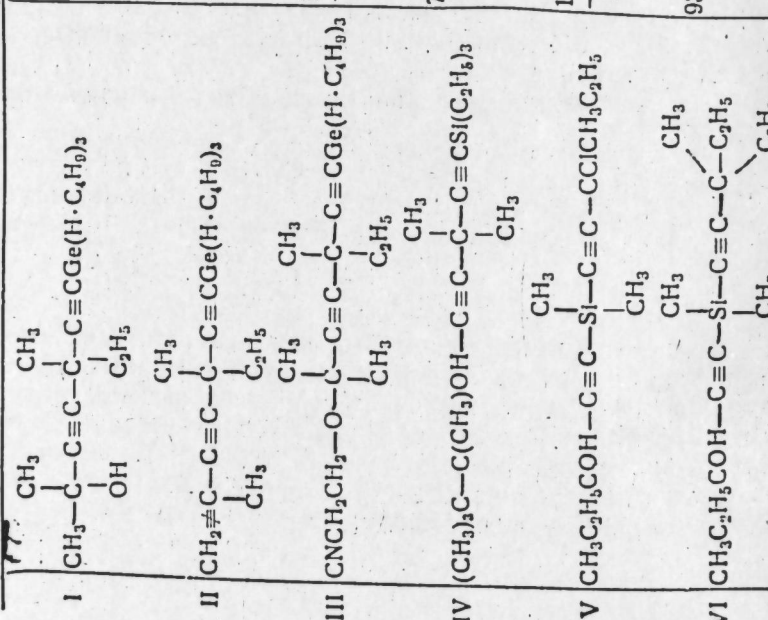 CH₃ CH₃
I CH₃—C—C≡C—C—C≡CGe(H·C₄H₉)₃
OH C₂H₅
CH₃
II CH₂≡C—C≡C—C—C≡CGe(H·C₄H₉)₃
CH₃ C₂H₅
CH₃ CH₃
III CNCH₂CH₂—O—C—C≡C—C—C≡CGe(H·C₄H₉)₃
CH₃ C₂H₅
CH₃
IV (CH₃)₃C—C(CH₃)OH—C≡C—C—C≡CSi(C₂H₅)₃
CH₃
CH₃
V CH₃C₂H₅COH—C≡C—Si—C≡C—CClCH₃C₂H₅
CH₃
CH₃ CH₃
VI CH₃C₂H₅COH—C≡C—Si—C≡C—C—C₂H₅
CH₃